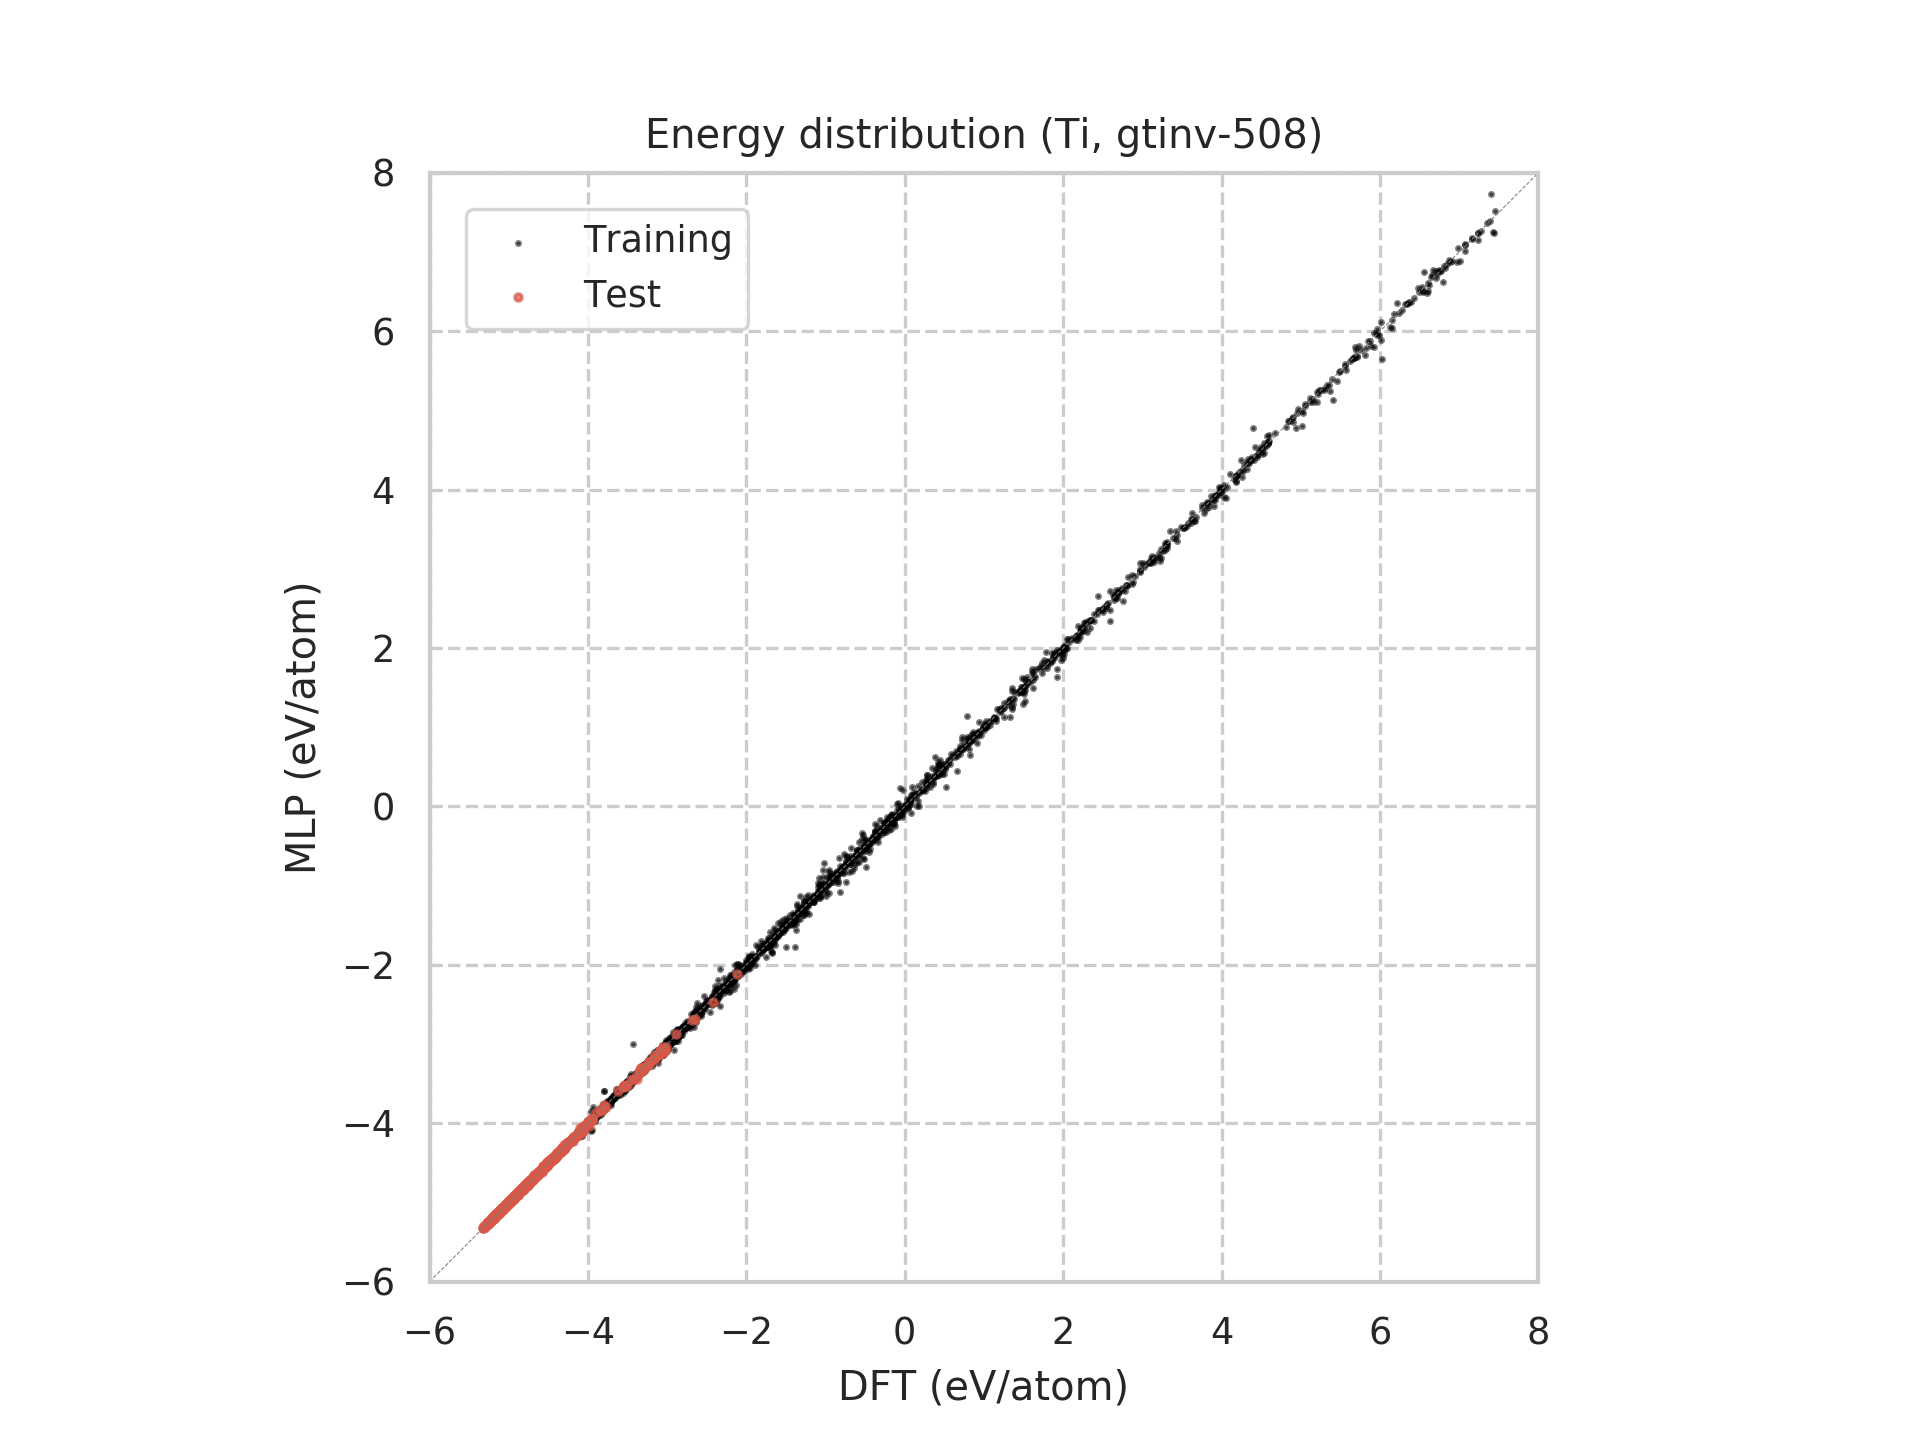 Energy distribution (Ti, gtinv-508)
8
6
4
2
0
−2
−4
−6
Training
Test
MLP (eV/atom)
−6 −4 −2 0 2 4 6 8
DFT (eV/atom)